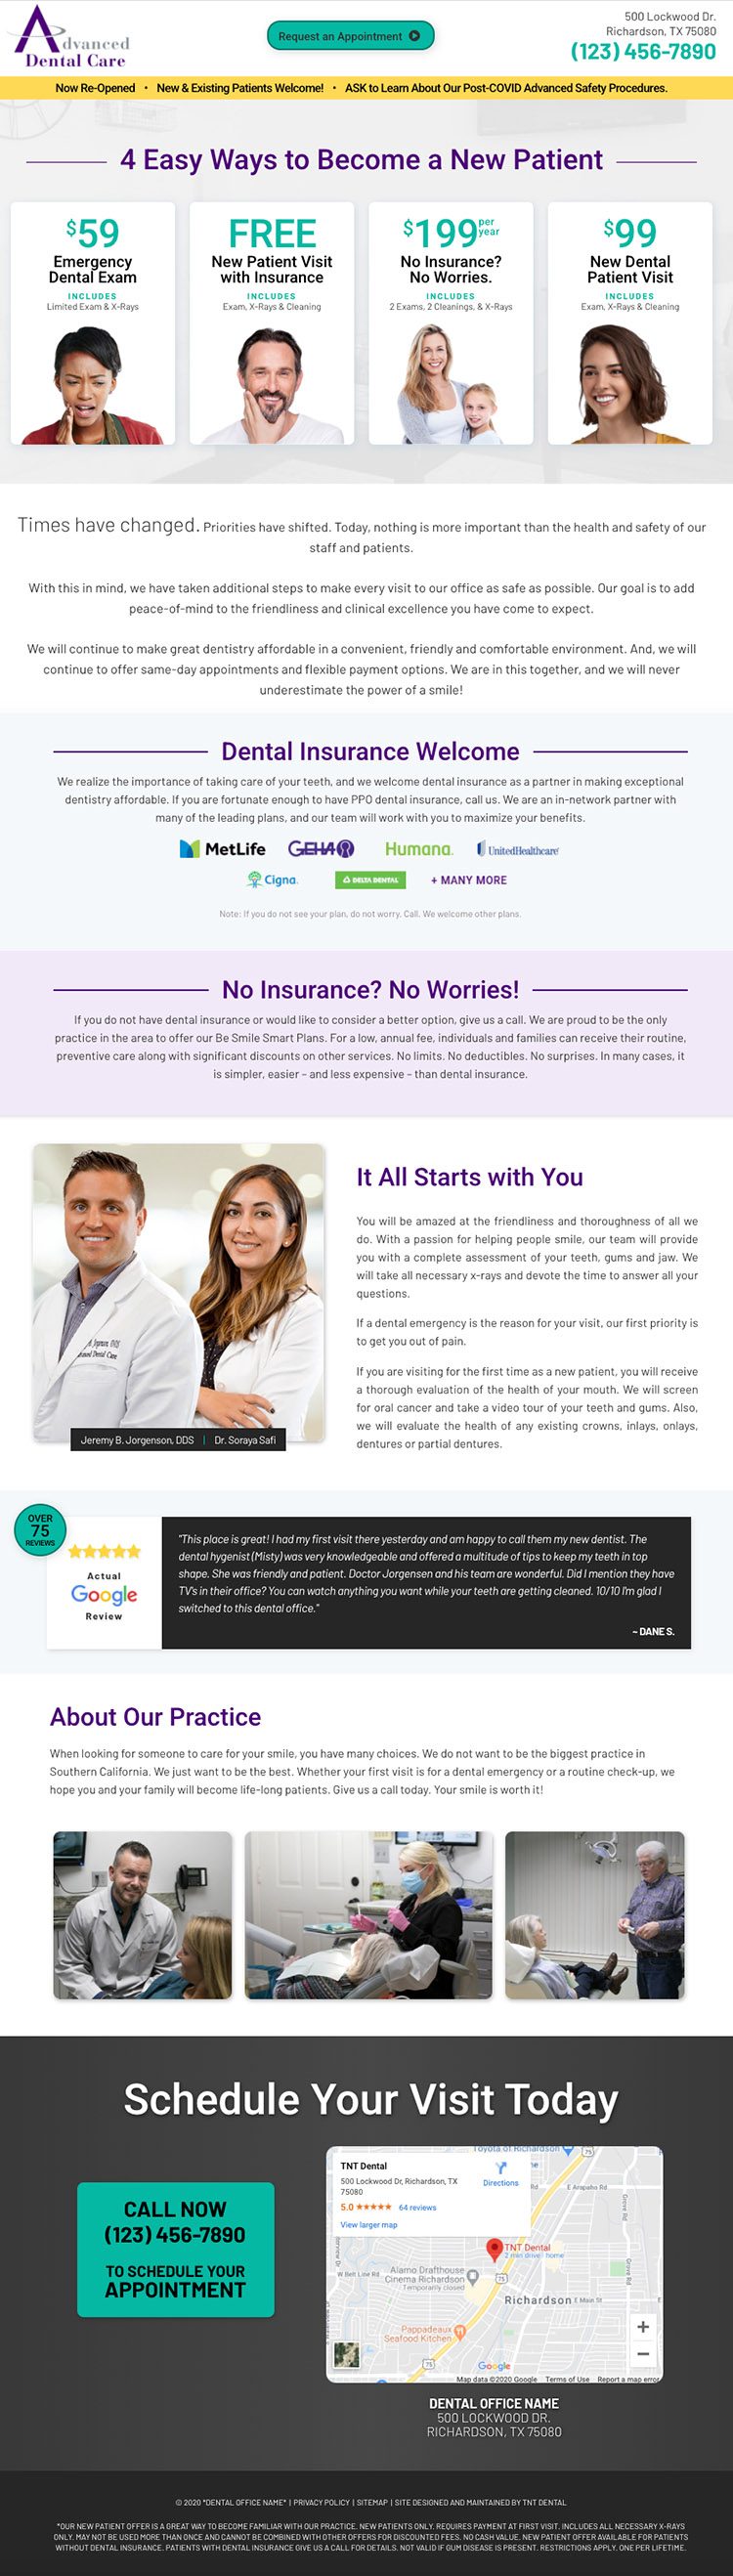 Advanced
Dental Care
Request an Appointment
500 Lockwood Dr.
Richardson, TX 75080
(123) 456-7890
Now Re-Opened • New & Existing Patients Welcome! • ASK to Learn About Our Post-COVID Advanced Safety Procedures.
4 Easy Ways to Become a New Patient
$59
Emergency
Dental Exam
INCLUDES
Limited Exam & X-Rays
FREE
New Patient Visit
with Insurance
INCLUDES
Exam, X-Rays & Cleaning
$199 per year
No Insurance?
No Worries.
INCLUDES
2 Exams, 2 Cleanings, & X-Rays
$99
New Dental
Patient Visit
INCLUDES
Exam, X-Rays & Cleaning
Times have changed. Priorities have shifted. Today, nothing is more important than the health and safety of our
staff and patients.
With this in mind, we have taken additional steps to make every visit to our office as safe as possible. Our goal is to add
peace-of-mind to the friendliness and clinical excellence you have come to expect.
We will continue to make great dentistry affordable in a convenient, friendly and comfortable environment. And, we will
continue to offer same-day appointments and flexible payment options. We are in this together, and we will never
underestimate the power of a smile!
Dental Insurance Welcome
We realize the importance of taking care of your teeth, and we welcome dental insurance as a partner in making exceptional
dentistry affordable. If you are fortunate enough to have PPO dental insurance, call us. We are an in-network partner with
many of the leading plans, and our team will work with you to maximize your benefits.
MetLife GEHA Humana. UnitedHealthcare
Cigna. DELTA DENTAL + MANY MORE
Note: If you do not see your plan, do not worry. Call. We welcome other plans.
No Insurance? No Worries!
If you do not have dental insurance or would like to consider a better option, give us a call. We are proud to be the only
practice in the area to offer our Be Smile Smart Plans. For a low, annual fee, individuals and families can receive their routine,
preventive care along with significant discounts on other services. No limits. No deductibles. No surprises. In many cases, it
is simpler, easier – and less expensive – than dental insurance.
Jeremy B. Jorgenson, DDS | Dr. Soraya Safi
It All Starts with You
You will be amazed at the friendliness and thoroughness of all we
do. With a passion for helping people smile, our team will provide
you with a complete assessment of your teeth, gums and jaw. We
will take all necessary x-rays and devote the time to answer all your
questions.
If a dental emergency is the reason for your visit, our first priority is
to get you out of pain.
If you are visiting for the first time as a new patient, you will receive
a thorough evaluation of the health of your mouth. We will screen
for oral cancer and take a video tour of your teeth and gums. Also,
we will evaluate the health of any existing crowns, inlays, onlays,
dentures or partial dentures.
OVER
75
REVIEWS
Actual
Google
Review
"This place is great! I had my first visit there yesterday and am happy to call them my new dentist. The
dental hygenist (Misty) was very knowledgeable and offered a multitude of tips to keep my teeth in top
shape. She was friendly and patient. Doctor Jorgensen and his team are wonderful. Did I mention they have
TV's in their office? You can watch anything you want while your teeth are getting cleaned. 10/10 I'm glad I
switched to this dental office."
~ DANE S.
About Our Practice
When looking for someone to care for your smile, you have many choices. We do not want to be the biggest practice in
Southern California. We just want to be the best. Whether your first visit is for a dental emergency or a routine check-up, we
hope you and your family will become life-long patients. Give us a call today. Your smile is worth it!
Schedule Your Visit Today
CALL NOW
(123) 456-7890
TO SCHEDULE YOUR
APPOINTMENT
Toyota of Richardson
75
TNT Dental
500 Lockwood Dr, Richardson, TX
75080
Directions
5.0 ★★★★★ 64 reviews
View larger map
E Arapaho Rd
Grove Rd
TNT Dental
2 min drive - home
W Belt Line Rd
Alamo Drafthouse
Cinema Richardson
Temporarily closed
75
Grove Rd
Richardson
E Main St
Pappadeaux
Seafood Kitchen
75
+
−
Google
Map data ©2020 Google Terms of Use Report a map error
DENTAL OFFICE NAME
500 LOCKWOOD DR.
RICHARDSON, TX 75080
© 2020 *DENTAL OFFICE NAME* | PRIVACY POLICY | SITEMAP | SITE DESIGNED AND MAINTAINED BY TNT DENTAL
*OUR NEW PATIENT OFFER IS A GREAT WAY TO BECOME FAMILIAR WITH OUR PRACTICE. NEW PATIENTS ONLY. REQUIRES PAYMENT AT FIRST VISIT. INCLUDES ALL NECESSARY X-RAYS
ONLY. MAY NOT BE USED MORE THAN ONCE AND CANNOT BE COMBINED WITH OTHER OFFERS FOR DISCOUNTED FEES. NO CASH VALUE. NEW PATIENT OFFER AVAILABLE FOR PATIENTS
WITHOUT DENTAL INSURANCE. PATIENTS WITH DENTAL INSURANCE GIVE US A CALL FOR DETAILS. NOT VALID IF GUM DISEASE IS PRESENT. RESTRICTIONS APPLY. ONE PER LIFETIME.